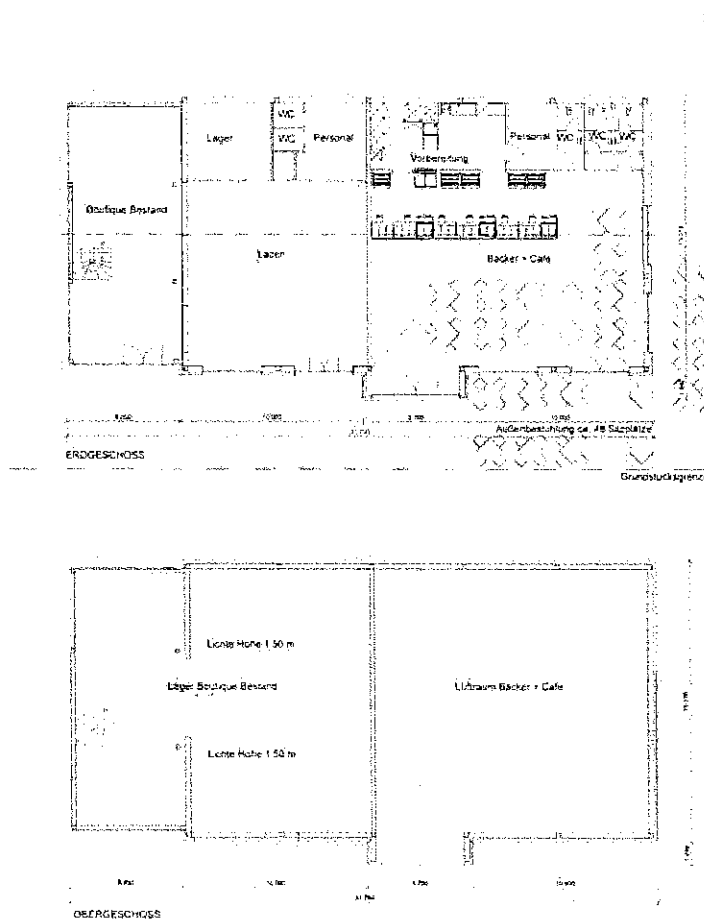 WC
Lager
WC
Personal
Personal
WC
WC
WC
Vorbereitung
Boutique Bestand
Laden
Bäcker + Café
Außenbestuhlung ca. 48 Sitzplätze
ERDGESCHOSS
Grundstücksgrenze
Lichte Höhe 1.50 m
Lager Boutique Bestand
Luftraum Bäcker + Café
Lichte Höhe 1.50 m
OBERGESCHOSS